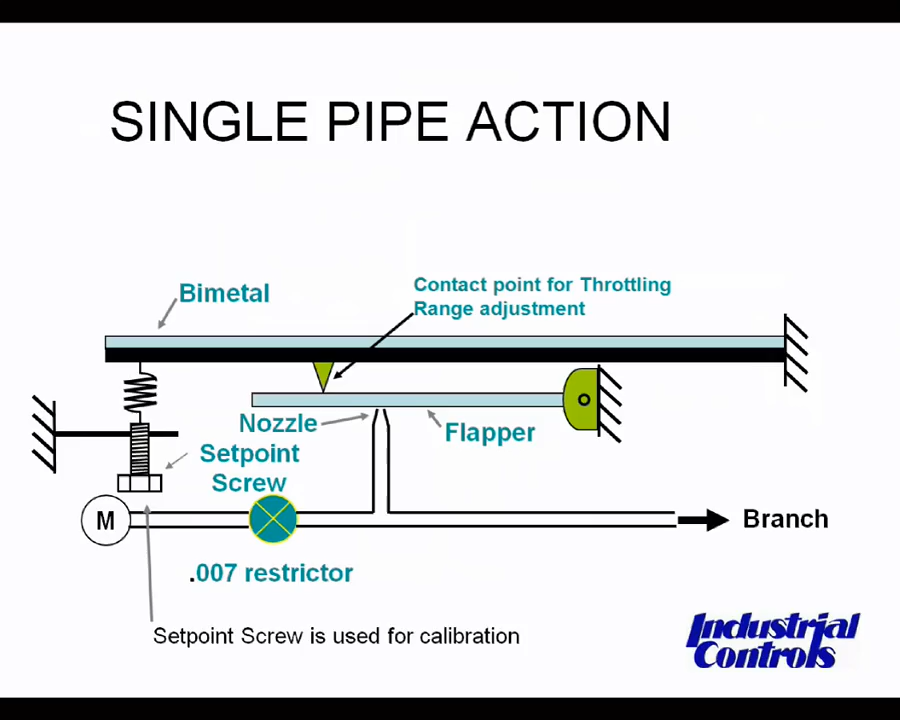 SINGLE PIPE ACTION
Bimetal
Contact point for Throttling
Range adjustment
Nozzle
Flapper
Setpoint
Screw
M
Branch
.007 restrictor
Setpoint Screw is used for calibration
Industrial
Controls